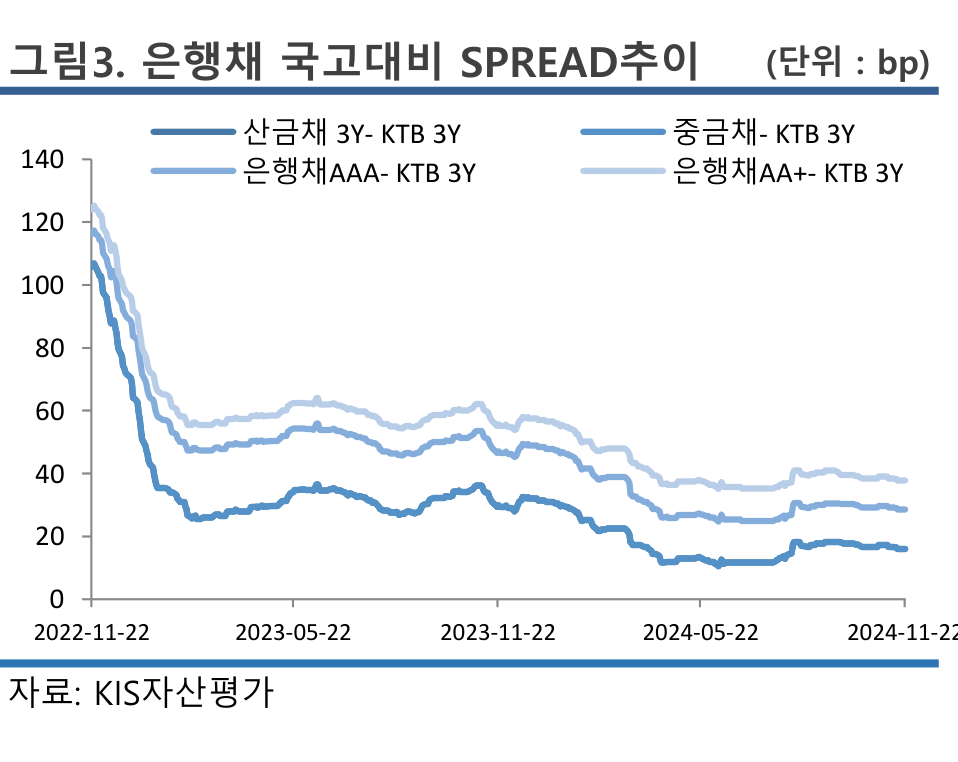 그림3. 은행채 국고대비 SPREAD추이 (단위 : bp)
산금채 3Y- KTB 3Y 중금채- KTB 3Y
은행채AAA- KTB 3Y 은행채AA+- KTB 3Y
140
120
100
80
60
40
20
0
2022-11-22 2023-05-22 2023-11-22 2024-05-22 2024-11-22
자료: KIS자산평가